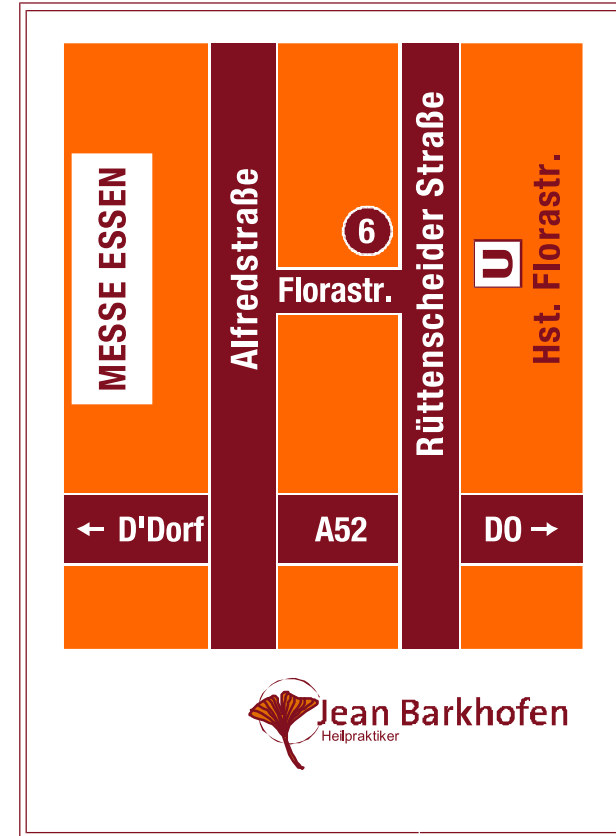 MESSE ESSEN
Alfredstraße
6
Florastr.
Rüttenscheider Straße
U
Hst. Florastr.
← D'Dorf
A52
DO →
Jean Barkhofen
Heilpraktiker